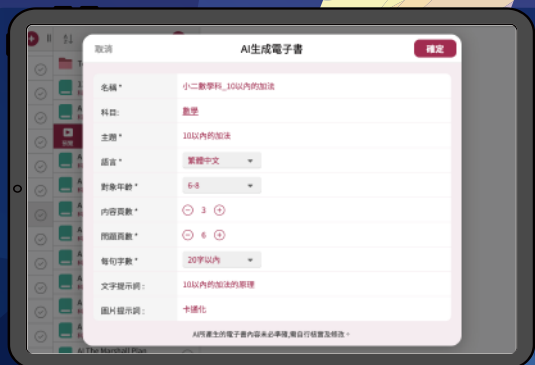 取消
AI生成電子書
確定
名稱 *
小二數學科_10以內的加法
科目:
數學
主題 *
10以內的加法
語言 *
繁體中文
對象年齡 *
6-8
內容頁數 *
3
問題頁數 *
6
每句字數 *
20字以內
文字提示詞:
10以內的加法的原理
圖片提示詞:
卡通化
AI所產生的電子書內容未必準確,需自行核實及修改。
AI The Marshall Plan